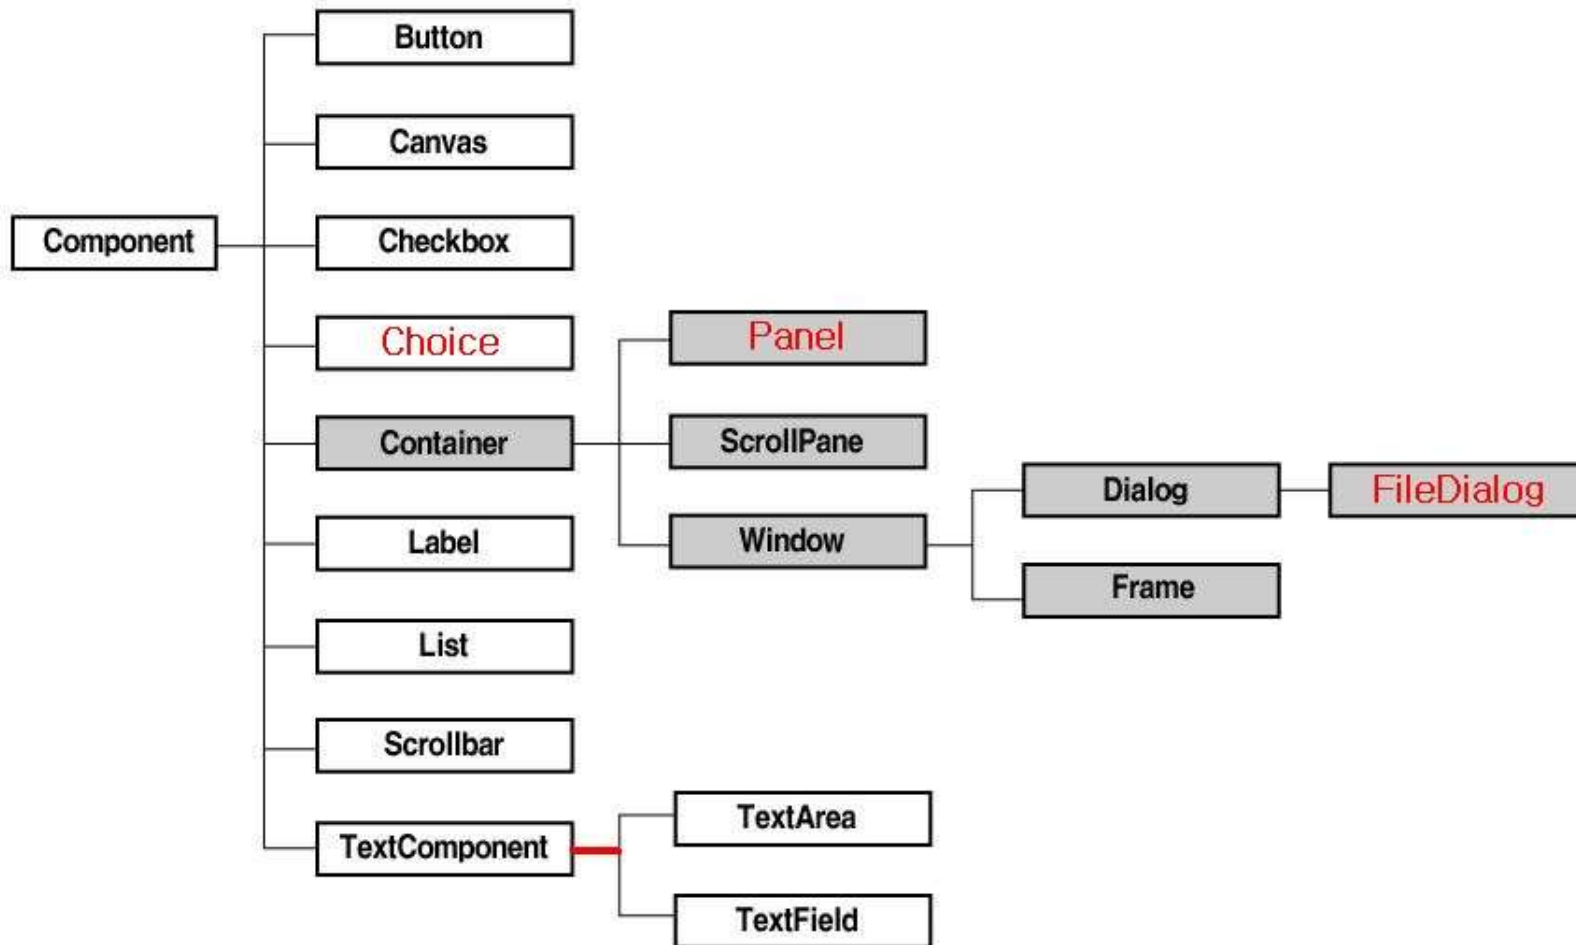 Button
Canvas
Component
Checkbox
Choice
Panel
Container
ScrollPane
Dialog
FileDialog
Label
Window
Frame
List
Scrollbar
TextComponent
TextArea
TextField